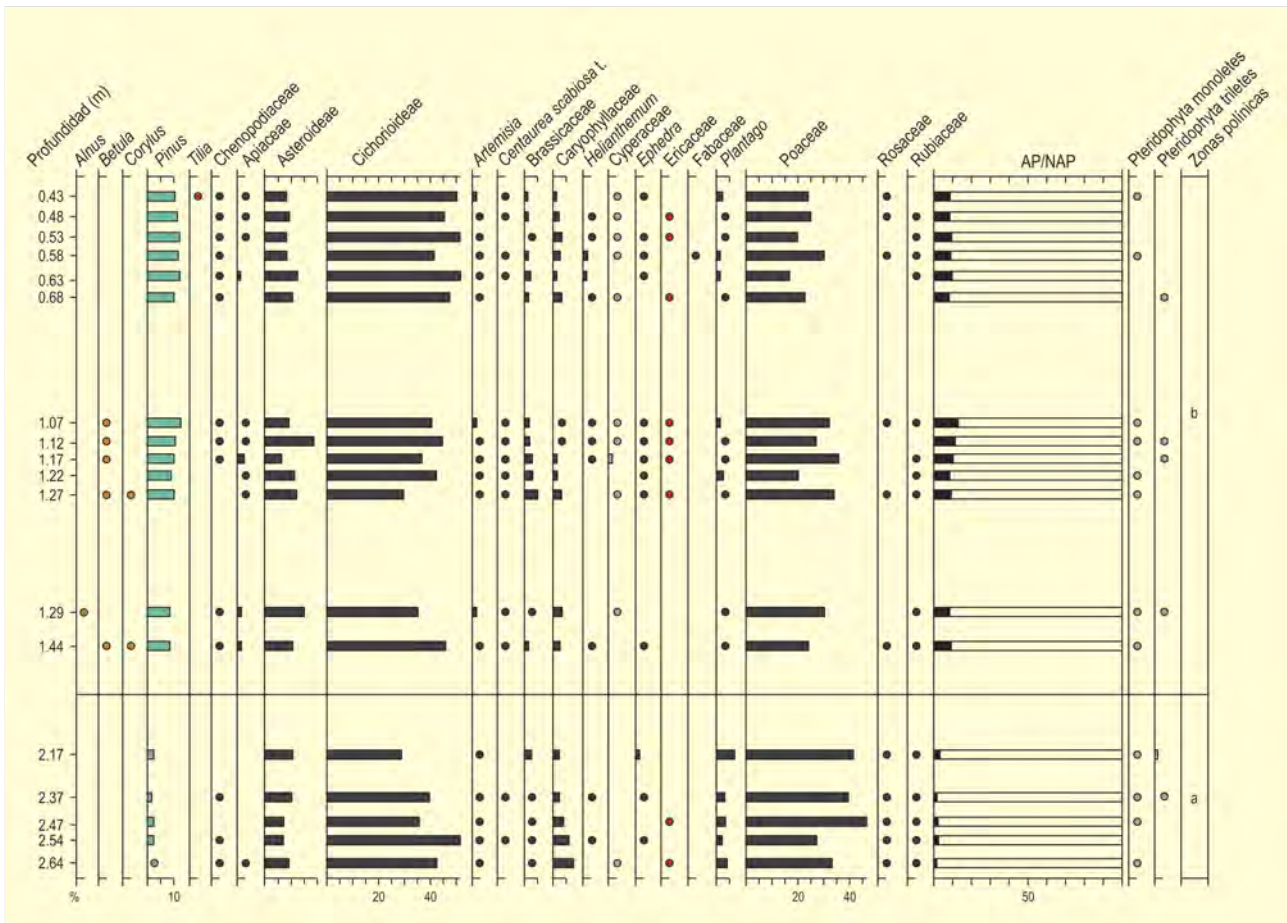 Profundidad (m)
Alnus
Betula
Corylus
Pinus
Tilia
Chenopodiaceae
Apiaceae
Asteroideae
Cichorioideae
Artemisia
Centaurea scabiosa t.
Brassicaceae
Caryophyllaceae
Helianthemum
Cyperaceae
Ephedra
Ericaceae
Fabaceae
Plantago
Poaceae
Rosaceae
Rubiaceae
AP/NAP
Pteridophyta monoletes
Pteridophyta triletes
Zonas polínicas
0.43
0.48
0.53
0.58
0.63
0.68
1.07
b
1.12
1.17
1.22
1.27
1.29
1.44
2.17
2.37
a
2.47
2.54
2.64
% 10 20 40 20 40 50